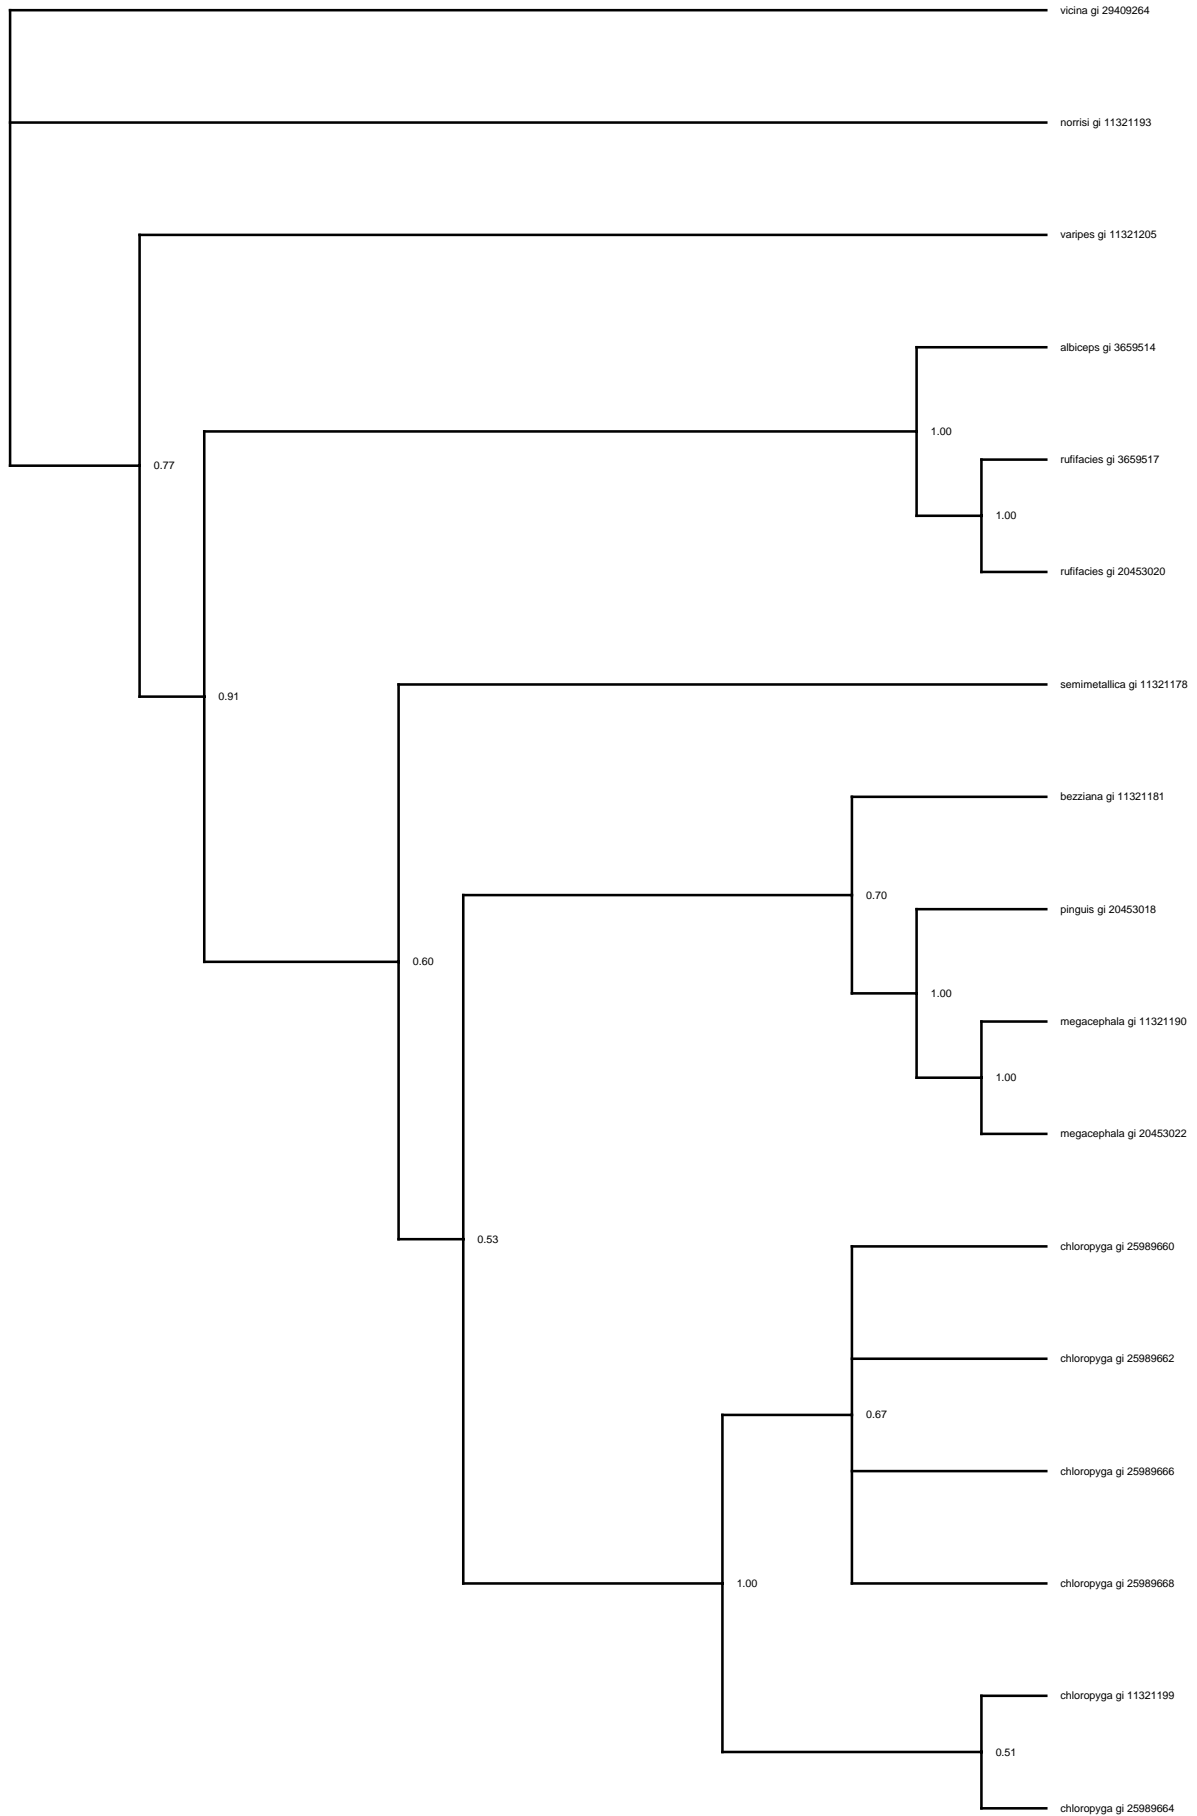 vicina gi 29409264
norrisi gi 11321193
varipes gi 11321205
albiceps gi 3659514
1.00
rufifacies gi 3659517
0.77
1.00
rufifacies gi 20453020
semimetallica gi 11321178
0.91
bezziana gi 11321181
0.70
pinguis gi 20453018
0.60
1.00
megacephala gi 11321190
1.00
megacephala gi 20453022
0.53
chloropyga gi 25989660
chloropyga gi 25989662
0.67
chloropyga gi 25989666
1.00
chloropyga gi 25989668
chloropyga gi 11321199
0.51
chloropyga gi 25989664